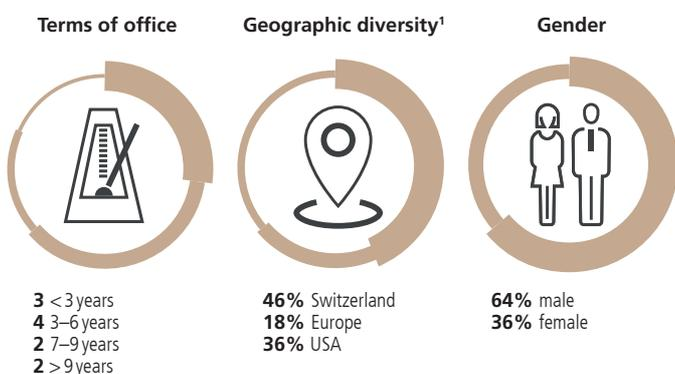 Terms of office
3 < 3 years
4 3–6 years
2 7–9 years
2 > 9 years
Geographic diversity¹
46% Switzerland
18% Europe
36% USA
Gender
64% male
36% female